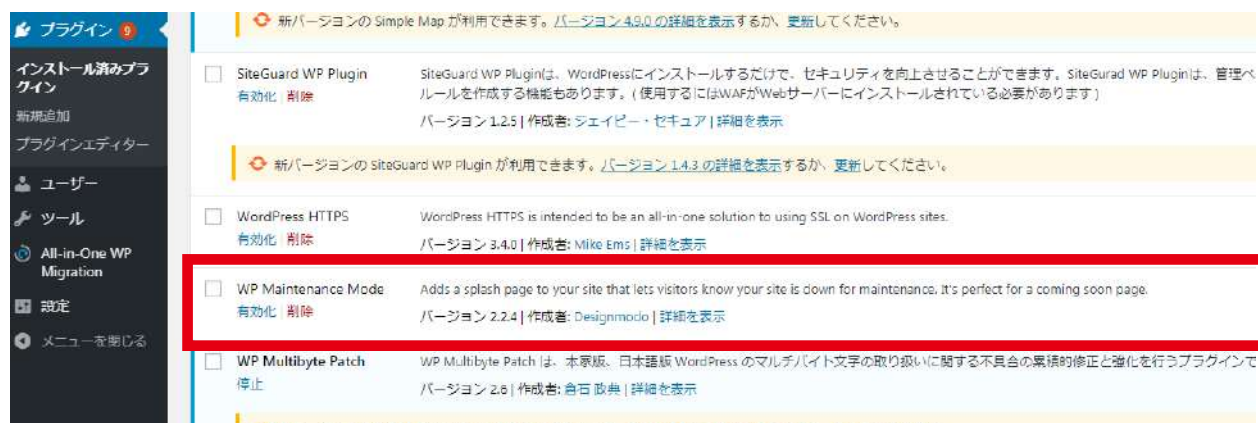 プラグイン 9
インストール済みプラグイン
新規追加
プラグインエディター
ユーザー
ツール
All-in-One WP
Migration
設定
メニューを閉じる
新バージョンの Simple Map が利用できます。バージョン 4.9.0 の詳細を表示するか、更新してください。
SiteGuard WP Plugin
有効化 | 削除
SiteGuard WP Pluginは、WordPressにインストールするだけで、セキュリティを向上させることができます。SiteGurad WP Pluginは、管理ペ
ルールを作成する機能もあります。( 使用するにはWAFがWebサーバーにインストールされている必要があります )
バージョン 1.2.5 | 作成者: ジェイピー・セキュア | 詳細を表示
新バージョンの SiteGuard WP Plugin が利用できます。バージョン 1.4.3 の詳細を表示するか、更新してください。
WordPress HTTPS
有効化 | 削除
WordPress HTTPS is intended to be an all-in-one solution to using SSL on WordPress sites.
バージョン 3.4.0 | 作成者: Mike Ems | 詳細を表示
WP Maintenance Mode
有効化 | 削除
Adds a splash page to your site that lets visitors know your site is down for maintenance. It's perfect for a coming soon page.
バージョン 2.2.4 | 作成者: Designmodo | 詳細を表示
WP Multibyte Patch
停止
WP Multibyte Patch は、本家版、日本語版 WordPress のマルチバイト文字の取り扱いに関する不具合の累積的修正と強化を行うプラグインで
バージョン 2.6 | 作成者: 倉石 政典 | 詳細を表示